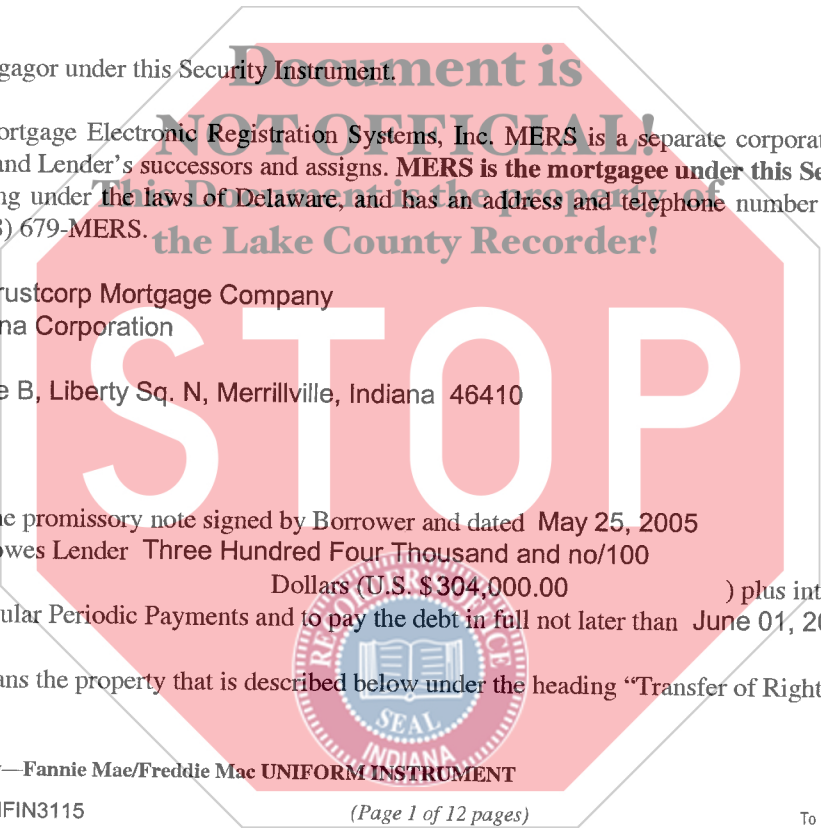 Document is
gagor under this Security Instrument.
NOT OFFICIAL!
ortgage Electronic Registration Systems, Inc. MERS is a separate corporat
and Lender's successors and assigns. MERS is the mortgagee under this Se
This Document is the property of
ng under the laws of Delaware, and has an address and telephone number
8) 679-MERS.
the Lake County Recorder!
rustcorp Mortgage Company
na Corporation
e B, Liberty Sq. N, Merrillville, Indiana 46410
STOP
e promissory note signed by Borrower and dated May 25, 2005
owes Lender Three Hundred Four Thousand and no/100
Dollars (U.S. $304,000.00 ) plus int
ular Periodic Payments and to pay the debt in full not later than June 01, 20
RECORDER'S OFFICE
ans the property that is described below under the heading “Transfer of Right
SEAL
INDIANA
—Fannie Mae/Freddie Mac UNIFORM INSTRUMENT
IFIN3115
(Page 1 of 12 pages)
To